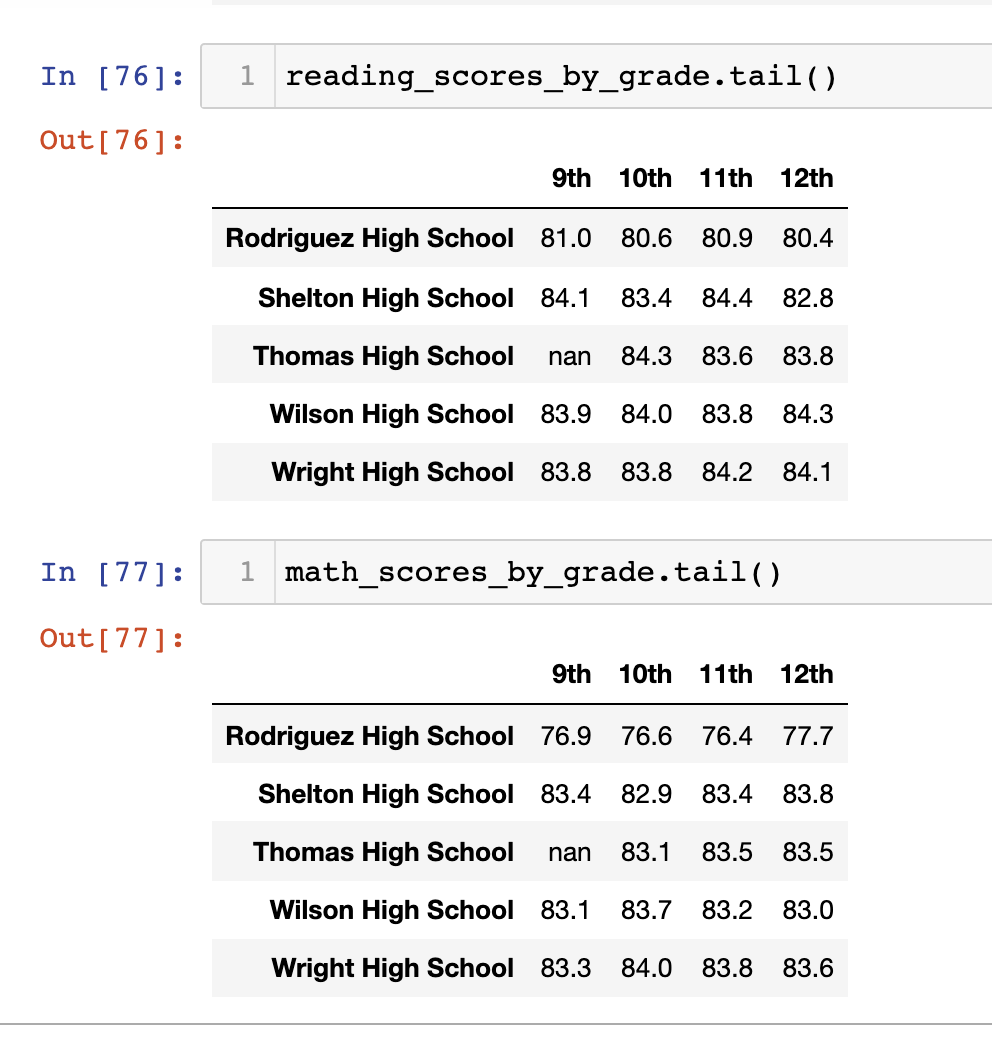 In [76]: 1 reading_scores_by_grade.tail()
Out[76]:
9th 10th 11th 12th
Rodriguez High School 81.0 80.6 80.9 80.4
Shelton High School 84.1 83.4 84.4 82.8
Thomas High School nan 84.3 83.6 83.8
Wilson High School 83.9 84.0 83.8 84.3
Wright High School 83.8 83.8 84.2 84.1
In [77]: 1 math_scores_by_grade.tail()
Out[77]:
9th 10th 11th 12th
Rodriguez High School 76.9 76.6 76.4 77.7
Shelton High School 83.4 82.9 83.4 83.8
Thomas High School nan 83.1 83.5 83.5
Wilson High School 83.1 83.7 83.2 83.0
Wright High School 83.3 84.0 83.8 83.6